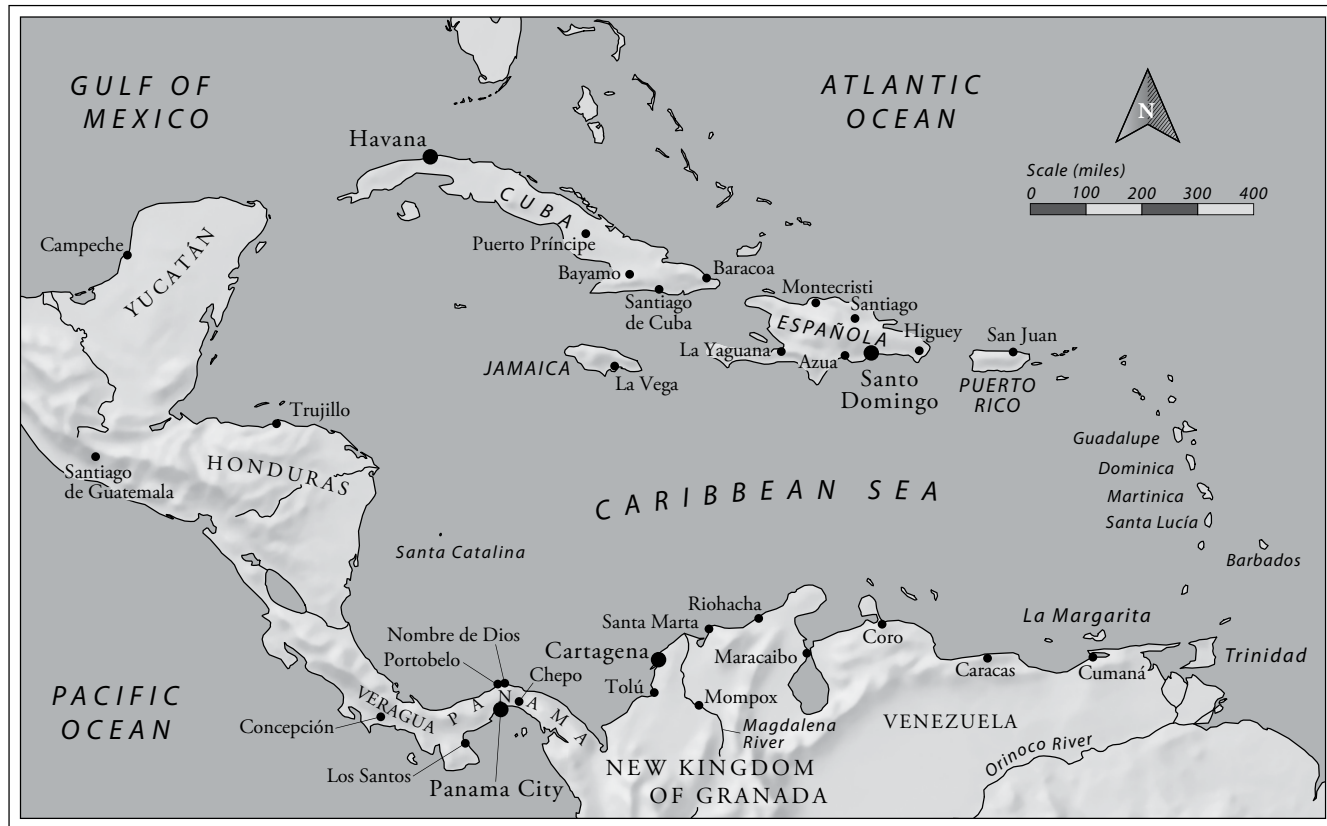 GULF OF
MEXICO
ATLANTIC
OCEAN
N
Scale (miles)
0 100 200 300 400
Havana
CUBA
Puerto Príncipe
Bayamo
Baracoa
Santiago
de Cuba
Campeche
YUCATÁN
Montecristi
Santiago
ESPAÑOLA
Higuey
La Yaguana
Azua
Santo
Domingo
San Juan
PUERTO
RICO
JAMAICA
La Vega
Trujillo
HONDURAS
Santiago
de Guatemala
Guadalupe
Dominica
Martinica
Santa Lucía
Barbados
CARIBBEAN SEA
Santa Catalina
Riohacha
Santa Marta
Cartagena
Tolú
Maracaibo
Mompox
Magdalena
River
Coro
Caracas
La Margarita
Cumaná
Trinidad
Nombre de Dios
Portobelo
Chepo
PACIFIC
OCEAN
VERAGUA
PANAMA
Concepción
Los Santos
Panama City
VENEZUELA
Orinoco River
NEW KINGDOM
OF GRANADA